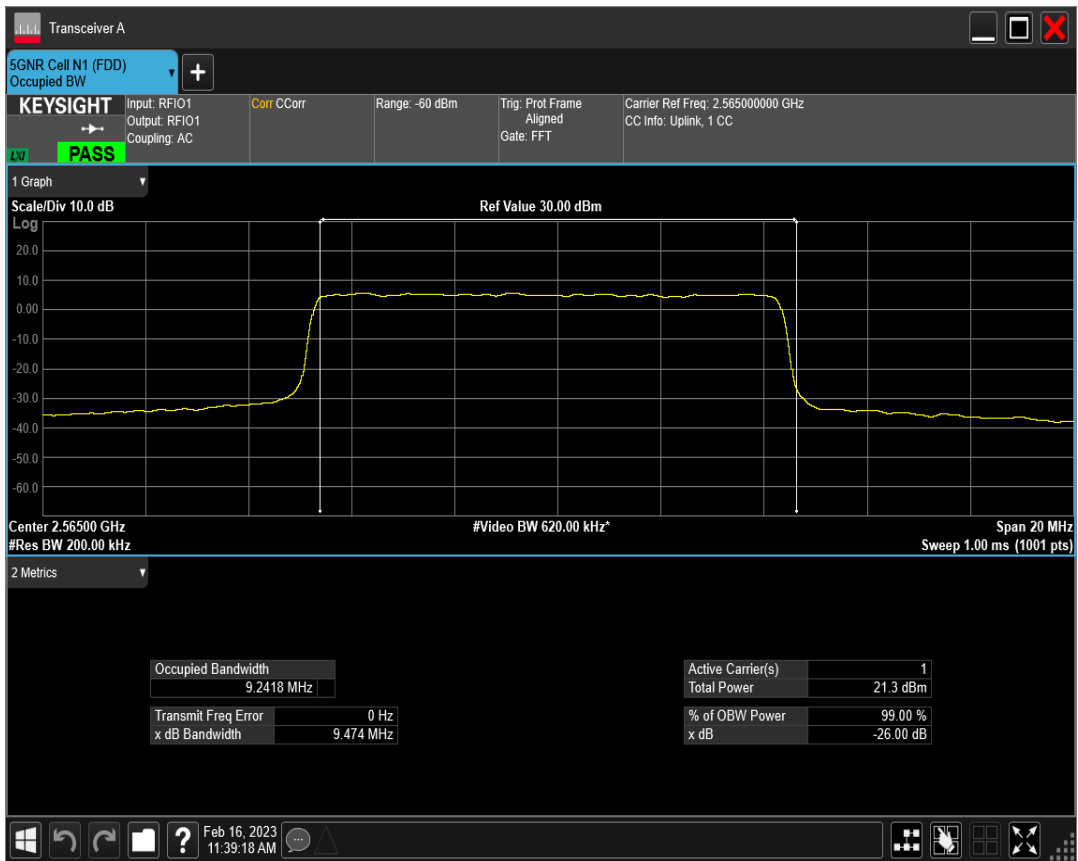 Transceiver A
5GNR Cell N1 (FDD)
Occupied BW
+
KEYSIGHT
LXI
PASS
Input: RFIO1
Output: RFIO1
Coupling: AC
Corr CCorr
Range: -60 dBm
Trig: Prot Frame
Aligned
Gate: FFT
Carrier Ref Freq: 2.565000000 GHz
CC Info: Uplink, 1 CC
1 Graph
Scale/Div 10.0 dB
Ref Value 30.00 dBm
Log
20.0
10.0
0.00
-10.0
-20.0
-30.0
-40.0
-50.0
-60.0
Center 2.56500 GHz
#Video BW 620.00 kHz*
Span 20 MHz
#Res BW 200.00 kHz
Sweep 1.00 ms (1001 pts)
2 Metrics
Occupied Bandwidth
9.2418 MHz
Transmit Freq Error 0 Hz
x dB Bandwidth 9.474 MHz
Active Carrier(s) 1
Total Power 21.3 dBm
% of OBW Power 99.00 %
x dB -26.00 dB
?
Feb 16, 2023
11:39:18 AM